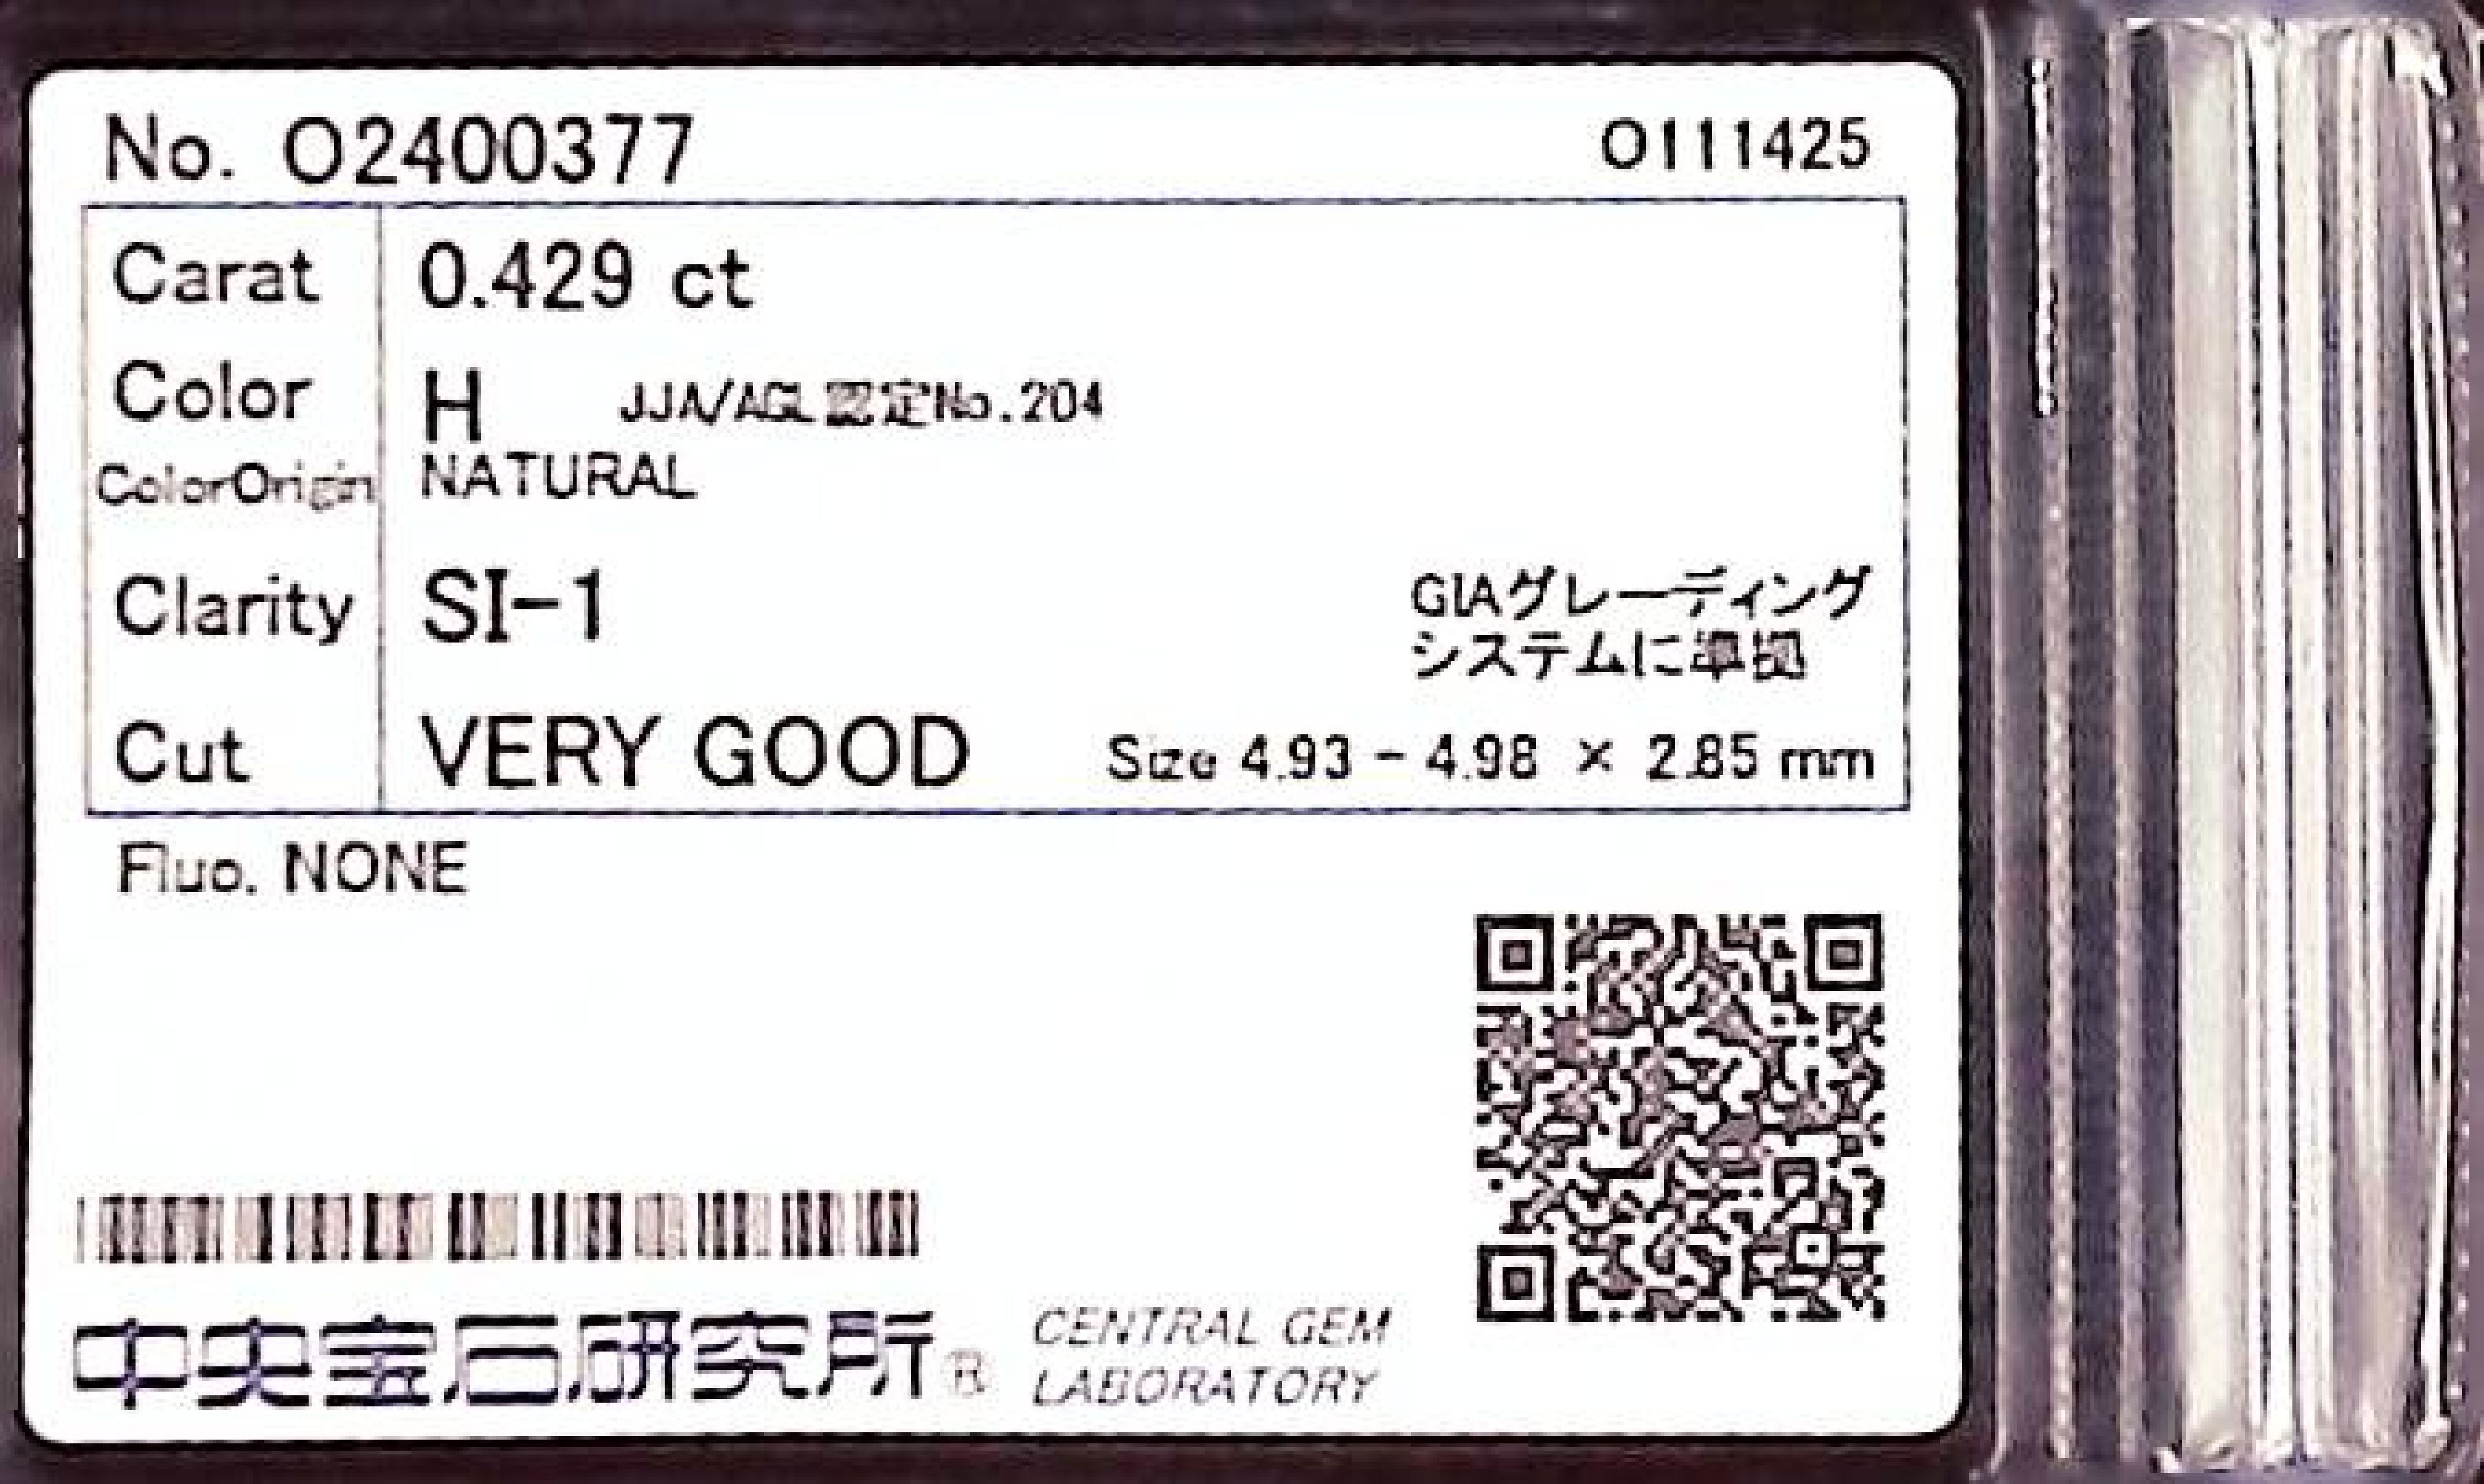 No. O2400377 O111425
Carat 0.429 ct
Color H JJA/AGL認定No.204
ColorOrigin NATURAL
Clarity SI-1
GIAグレーディング
システムに準拠
Cut VERY GOOD Size 4.93 - 4.98 × 2.85 mm
Fluo. NONE
中央宝石研究所® CENTRAL GEM
LABORATORY